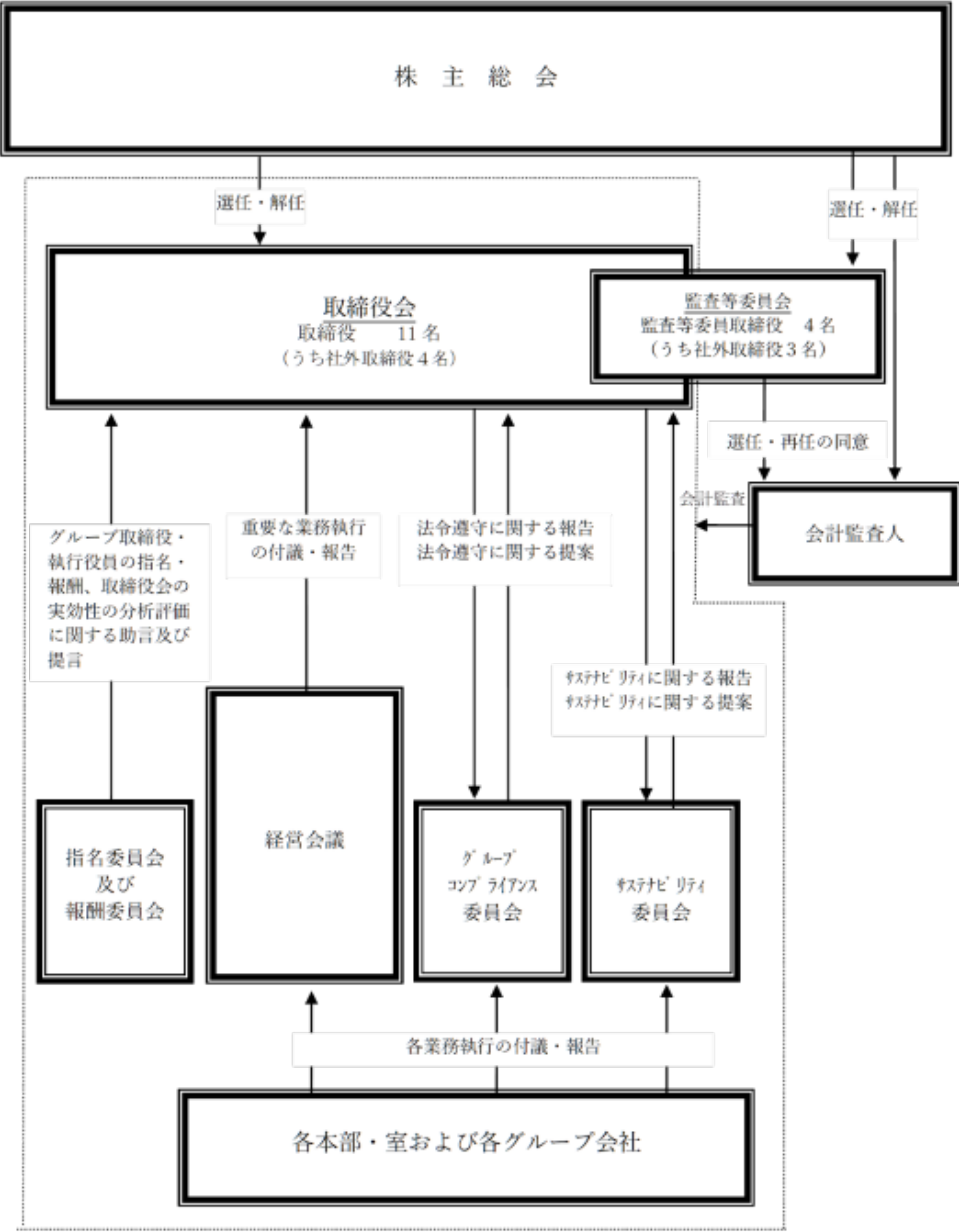 株 主 総 会
選任・解任
選任・解任
取締役会
取締役 11 名
（うち社外取締役４名）
監査等委員会
監査等委員取締役 4 名
（うち社外取締役３名）
選任・再任の同意
会計監査
会計監査人
グループ取締役・
執行役員の指名・
報酬、取締役会の
実効性の分析評価
に関する助言及び
提言
重要な業務執行
の付議・報告
法令遵守に関する報告
法令遵守に関する提案
ｻｽﾃﾅﾋﾞﾘﾃｨに関する報告
ｻｽﾃﾅﾋﾞﾘﾃｨに関する提案
指名委員会
及び
報酬委員会
経営会議
ｸﾞﾙｰﾌﾟ
ｺﾝﾌﾟﾗｲｱﾝｽ
委員会
ｻｽﾃﾅﾋﾞﾘﾃｨ
委員会
各業務執行の付議・報告
各本部・室および各グループ会社